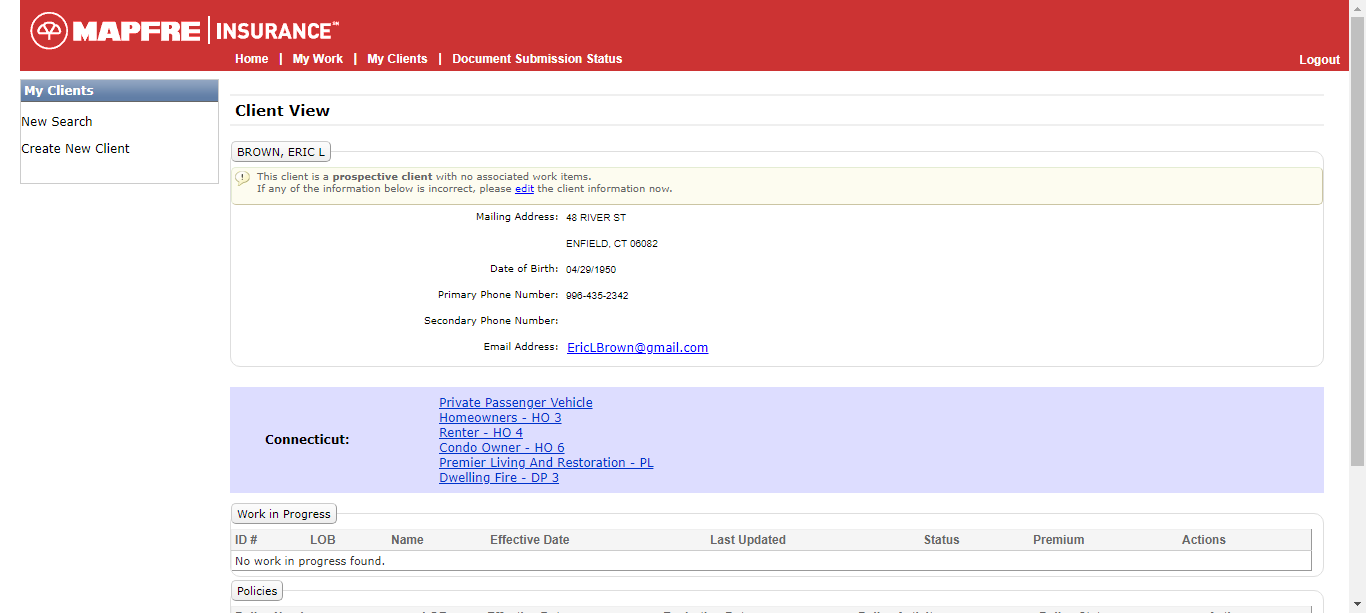 MAPFRE | INSURANCE℠
Home | My Work | My Clients | Document Submission Status
Logout
My Clients
New Search
Create New Client
Client View
BROWN, ERIC L
This client is a prospective client with no associated work items.
If any of the information below is incorrect, please edit the client information now.
Mailing Address: 48 RIVER ST
ENFIELD, CT 06082
Date of Birth: 04/29/1950
Primary Phone Number: 996-435-2342
Secondary Phone Number:
Email Address: EricLBrown@gmail.com
Connecticut:
Private Passenger Vehicle
Homeowners - HO 3
Renter - HO 4
Condo Owner - HO 6
Premier Living And Restoration - PL
Dwelling Fire - DP 3
Work in Progress
ID # LOB Name Effective Date Last Updated Status Premium Actions
No work in progress found.
Policies